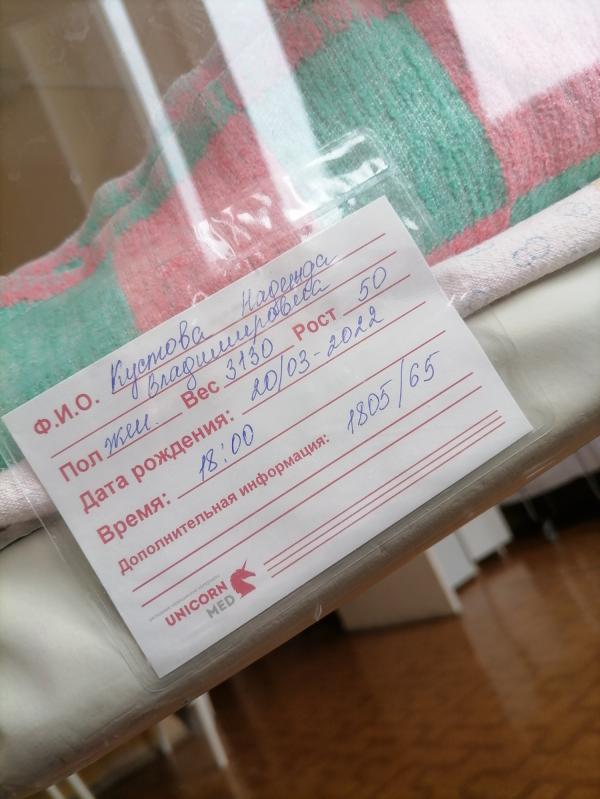 Ф.И.О. Кустова Надежда
Владимировна
Пол жен. Вес 3130 Рост 50
Дата рождения: 20/03-2022
Время: 18:00
Дополнительная информация: 1805/65
UNICORN
MED